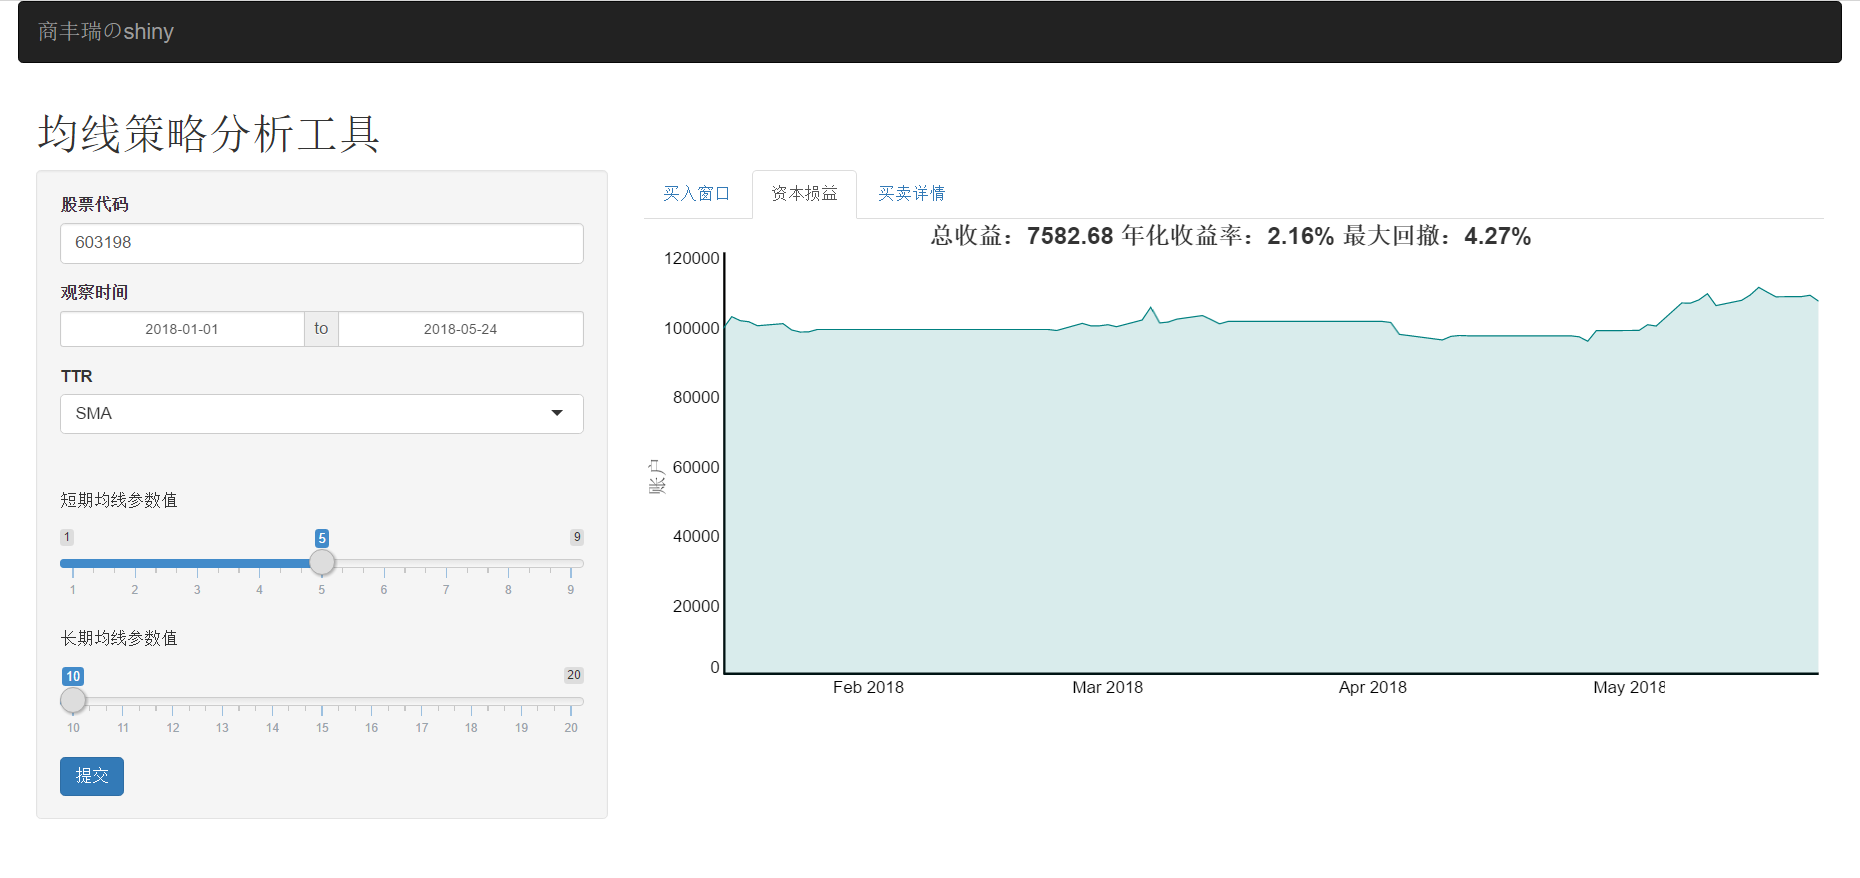 商丰瑞のshiny
均线策略分析工具
股票代码
603198
观察时间
2018-01-01 to 2018-05-24
TTR
SMA
短期均线参数值
1 5 9
1 2 3 4 5 6 7 8 9
长期均线参数值
10 20
10 11 12 13 14 15 16 17 18 19 20
提交
买入窗口 资本损益 买卖详情
总收益：7582.68 年化收益率：2.16% 最大回撤：4.27%
账户
120000
100000
80000
60000
40000
20000
0
Feb 2018 Mar 2018 Apr 2018 May 2018